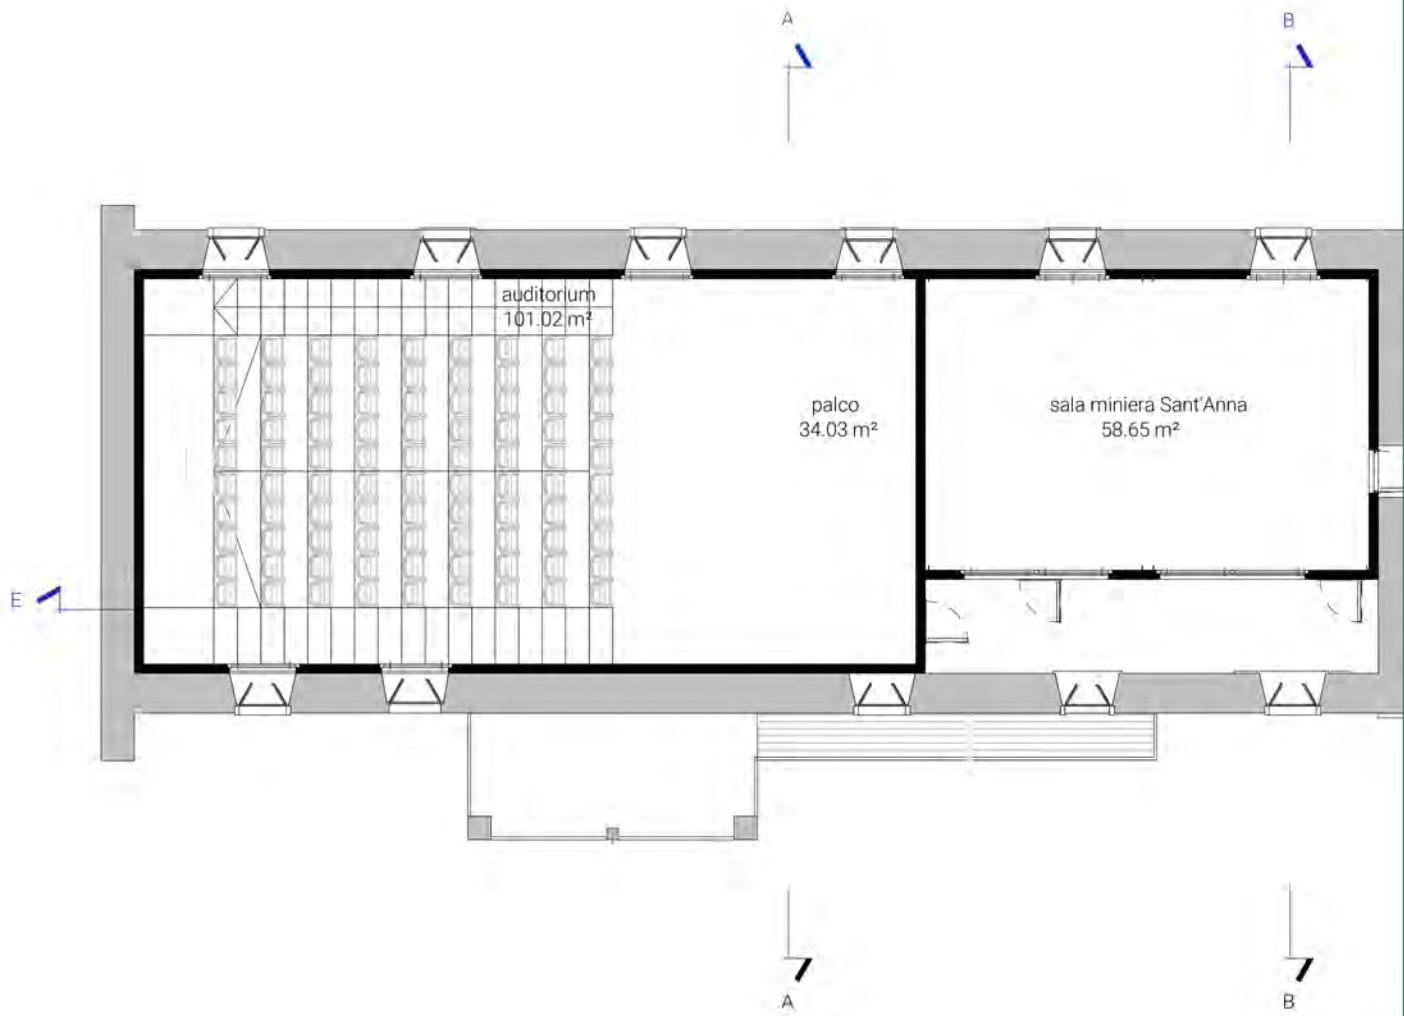 A
B
auditorium
101.02 m²
palco
34.03 m²
sala miniera Sant'Anna
58.65 m²
E
A
B